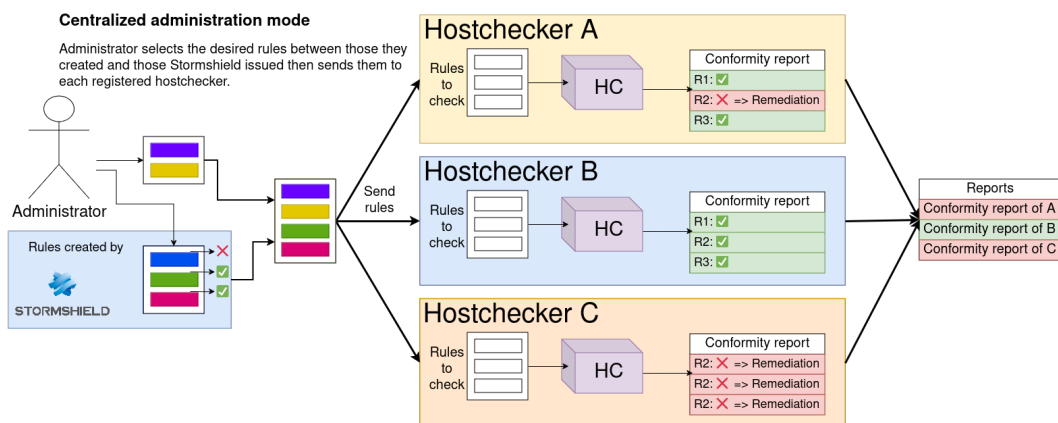 Centralized administration mode
Administrator selects the desired rules between those they
created and those Stormshield issued then sends them to
each registered hostchecker.
Administrator
Rules created by
STORMSHIELD
Send
rules
Hostchecker A
Rules
to
check
HC
Conformity report
R1: ✅
R2: ❌ => Remediation
R3: ✅
Hostchecker B
Rules
to
check
HC
Conformity report
R1: ✅
R2: ✅
R3: ✅
Hostchecker C
Rules
to
check
HC
Conformity report
R2: ❌ => Remediation
R2: ❌ => Remediation
R2: ❌ => Remediation
Reports
Conformity report of A
Conformity report of B
Conformity report of C